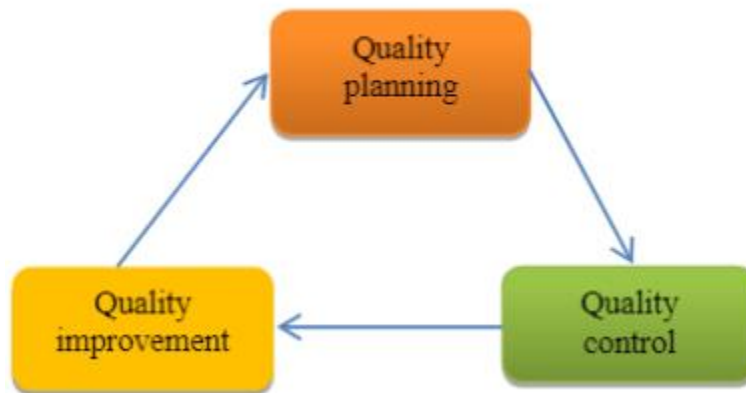 Quality
planning
Quality
improvement
Quality
control